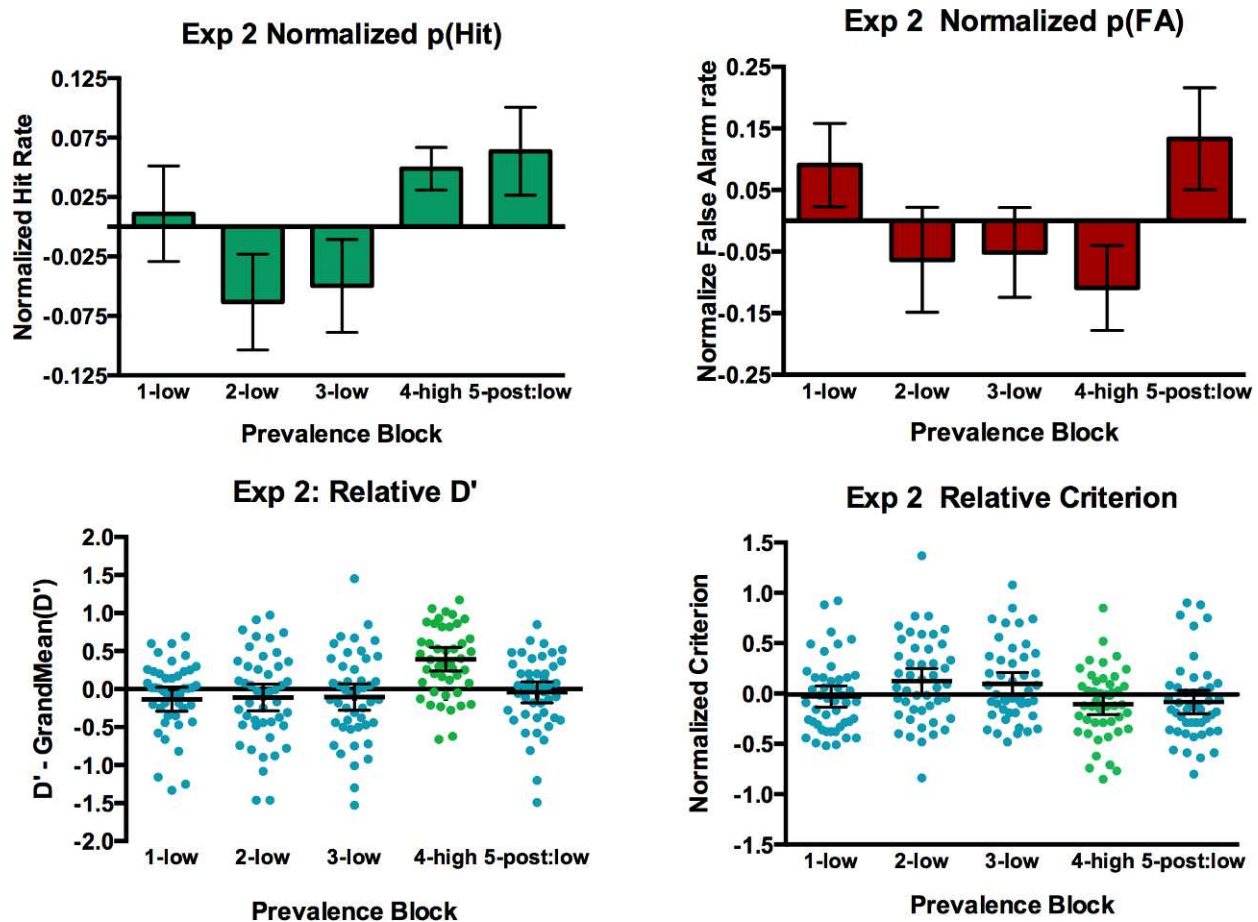 Exp 2 Normalized p(Hit)
Normalized Hit Rate
0.125
0.075
0.025
-0.025
-0.075
-0.125
1-low 2-low 3-low 4-high 5-post:low
Prevalence Block
Exp 2 Normalized p(FA)
Normalize False Alarm rate
0.25
0.15
0.05
-0.05
-0.15
-0.25
1-low 2-low 3-low 4-high 5-post:low
Prevalence Block
Exp 2: Relative D'
D' - GrandMean(D')
2.0
1.5
1.0
0.5
0.0
-0.5
-1.0
-1.5
-2.0
1-low 2-low 3-low 4-high 5-post:low
Prevalence Block
Exp 2 Relative Criterion
Normalized Criterion
1.5
1.0
0.5
0.0
-0.5
-1.0
-1.5
1-low 2-low 3-low 4-high 5-post:low
Prevalence Block